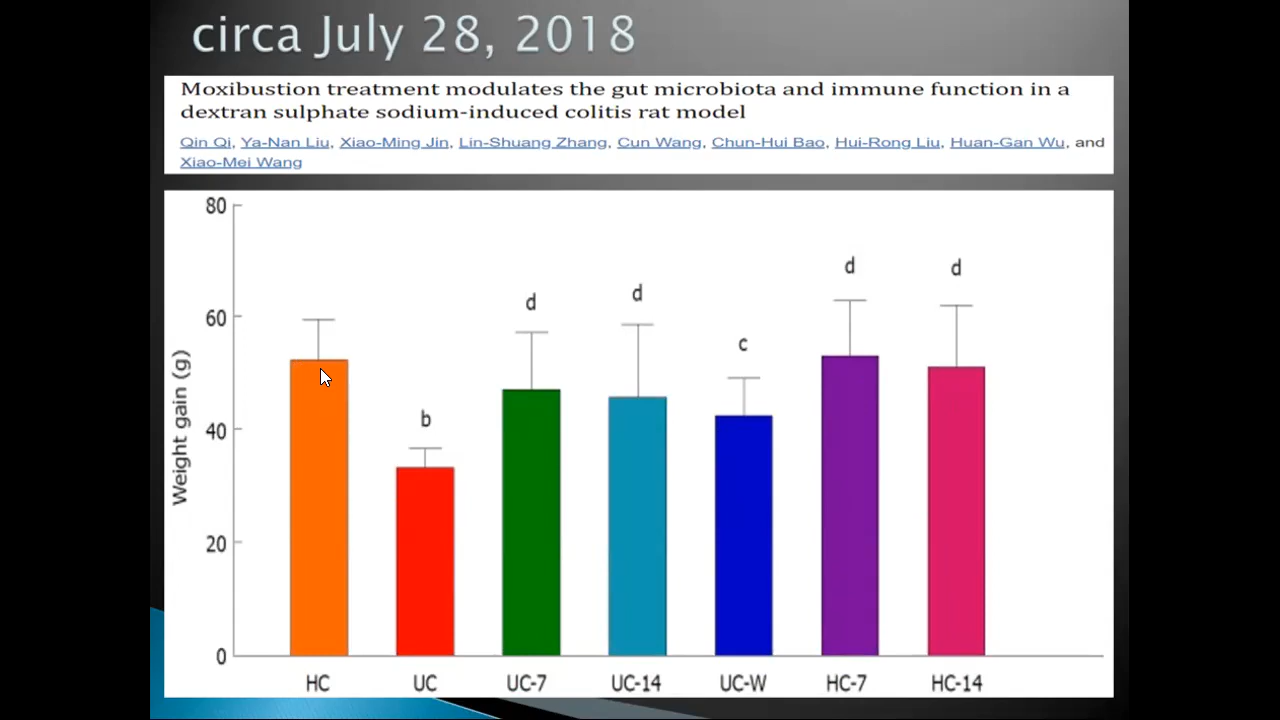 circa July 28, 2018
Moxibustion treatment modulates the gut microbiota and immune function in a
dextran sulphate sodium-induced colitis rat model
Qin Qi, Ya-Nan Liu, Xiao-Ming Jin, Lin-Shuang Zhang, Cun Wang, Chun-Hui Bao, Hui-Rong Liu, Huan-Gan Wu, and
Xiao-Mei Wang
Weight gain (g)
80
60
40
20
0
b
d
d
c
d
d
HC UC UC-7 UC-14 UC-W HC-7 HC-14